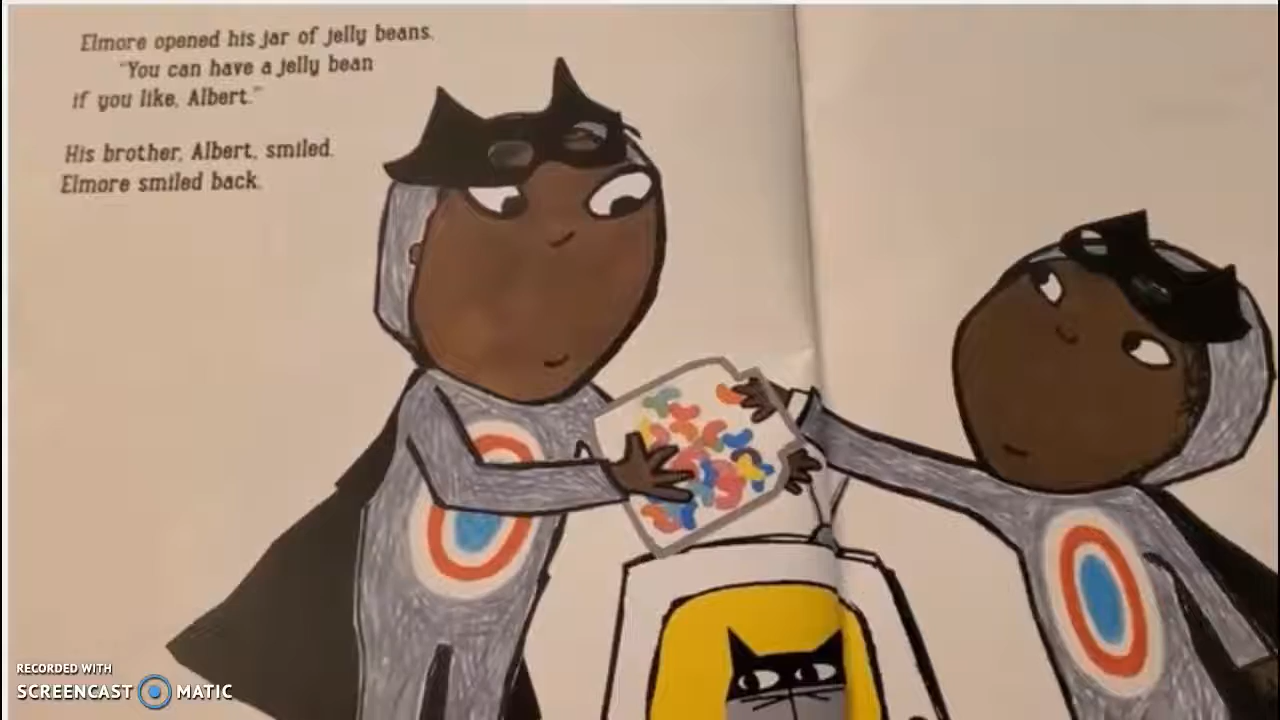 Elmore opened his jar of jelly beans.
"You can have a jelly bean
if you like, Albert."
His brother, Albert, smiled.
Elmore smiled back.
RECORDED WITH
SCREENCAST MATIC